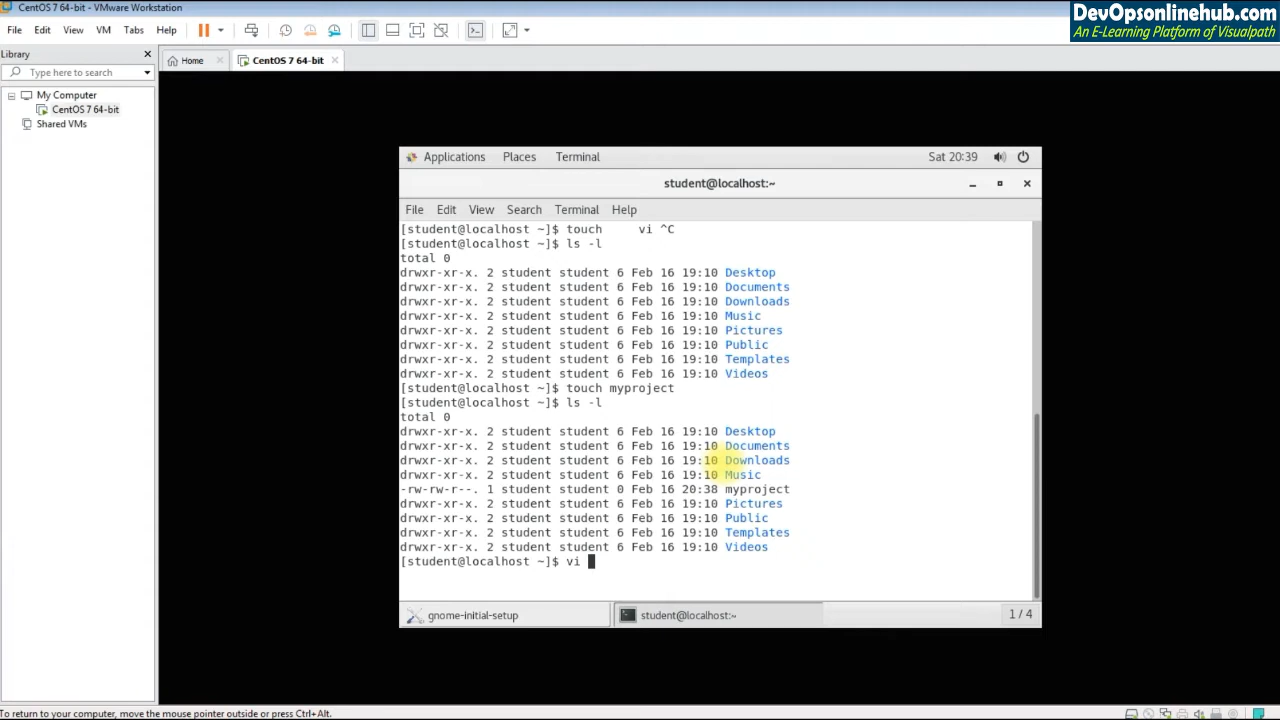 CentOS 7 64-bit - VMware Workstation
DevOpsonlinehub.com
An E-Learning Platform of Visualpath
File Edit View VM Tabs Help
Library
Home CentOS 7 64-bit
Type here to search
My Computer
CentOS 7 64-bit
Shared VMs
Applications Places Terminal Sat 20:39
student@localhost:~
File Edit View Search Terminal Help
[student@localhost ~]$ touch     vi ^C
[student@localhost ~]$ ls -l
total 0
drwxr-xr-x. 2 student student 6 Feb 16 19:10 Desktop
drwxr-xr-x. 2 student student 6 Feb 16 19:10 Documents
drwxr-xr-x. 2 student student 6 Feb 16 19:10 Downloads
drwxr-xr-x. 2 student student 6 Feb 16 19:10 Music
drwxr-xr-x. 2 student student 6 Feb 16 19:10 Pictures
drwxr-xr-x. 2 student student 6 Feb 16 19:10 Public
drwxr-xr-x. 2 student student 6 Feb 16 19:10 Templates
drwxr-xr-x. 2 student student 6 Feb 16 19:10 Videos
[student@localhost ~]$ touch myproject
[student@localhost ~]$ ls -l
total 0
drwxr-xr-x. 2 student student 6 Feb 16 19:10 Desktop
drwxr-xr-x. 2 student student 6 Feb 16 19:10 Documents
drwxr-xr-x. 2 student student 6 Feb 16 19:10 Downloads
drwxr-xr-x. 2 student student 6 Feb 16 19:10 Music
-rw-rw-r--. 1 student student 0 Feb 16 20:38 myproject
drwxr-xr-x. 2 student student 6 Feb 16 19:10 Pictures
drwxr-xr-x. 2 student student 6 Feb 16 19:10 Public
drwxr-xr-x. 2 student student 6 Feb 16 19:10 Templates
drwxr-xr-x. 2 student student 6 Feb 16 19:10 Videos
[student@localhost ~]$ vi
gnome-initial-setup student@localhost:~ 1 / 4
To return to your computer, move the mouse pointer outside or press Ctrl+Alt.